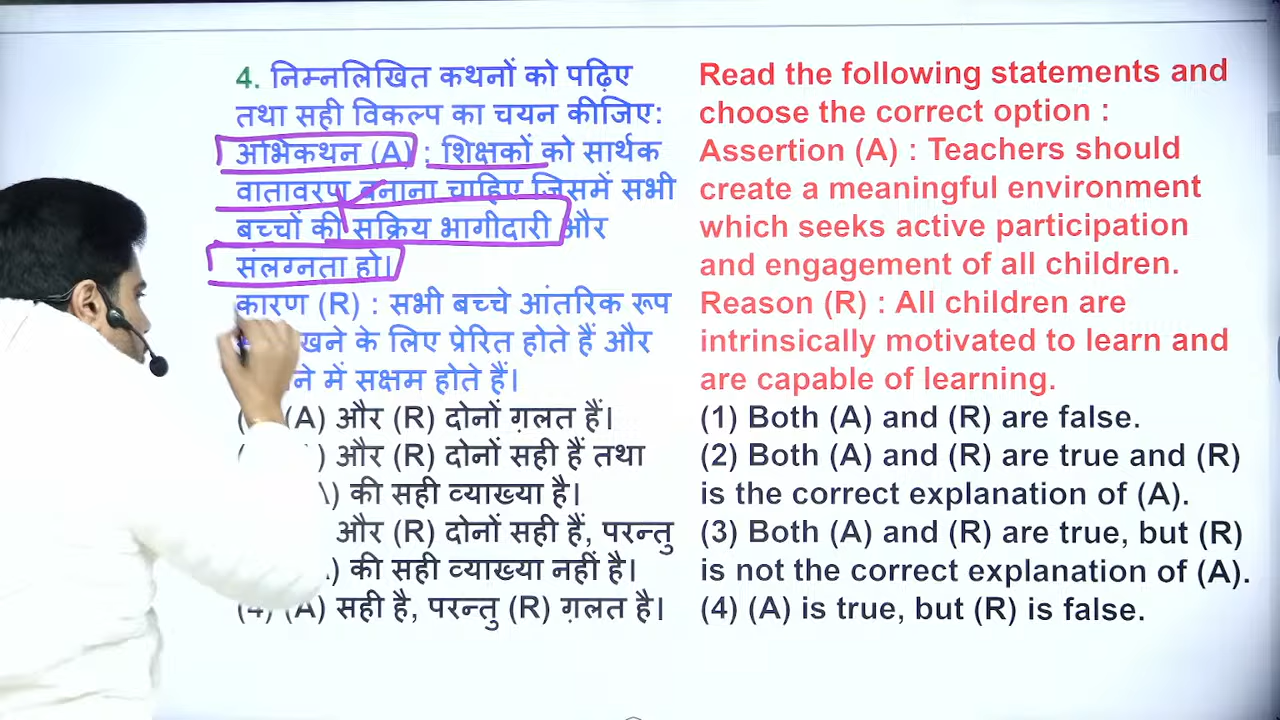 4. निम्नलिखित कथनों को पढ़िए
तथा सही विकल्प का चयन कीजिए:
अभिकथन (A) : शिक्षकों को सार्थक
वातावरण बनाना चाहिए जिसमें सभी
बच्चों की सक्रिय भागीदारी और
संलग्नता हो।
कारण (R) : सभी बच्चे आंतरिक रूप
के लिए प्रेरित होते हैं और
में सक्षम होते हैं।
(A) और (R) दोनों ग़लत हैं।
और (R) दोनों सही हैं तथा
की सही व्याख्या है।
और (R) दोनों सही हैं, परन्तु
की सही व्याख्या नहीं है।
(4) (A) सही है, परन्तु (R) ग़लत है।
Read the following statements and
choose the correct option :
Assertion (A) : Teachers should
create a meaningful environment
which seeks active participation
and engagement of all children.
Reason (R) : All children are
intrinsically motivated to learn and
are capable of learning.
(1) Both (A) and (R) are false.
(2) Both (A) and (R) are true and (R)
is the correct explanation of (A).
(3) Both (A) and (R) are true, but (R)
is not the correct explanation of (A).
(4) (A) is true, but (R) is false.